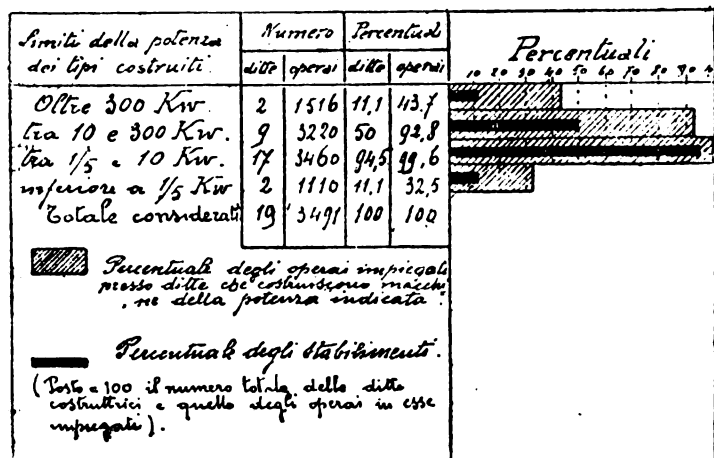 Limiti della potenza dei tipi costruiti Numero Percentuali Percentuali
ditte operai ditte operai 10 20 30 40 50 60 70 80 90
Oltre 300 Kw. 2 1516 11,1 43.7
tra 10 e 300 Kw. 9 3220 50 92,8
tra 1/5 e 10 Kw. 17 3460 94,5 99,6
inferiore a 1/5 Kw 2 1110 11,1 32,5
Totale considerati 19 3491 100 100
Percentuale degli operai impiegati
presso ditte che costruiscono macchi
ne della potenza indicata.
Percentuale degli stabilimenti.
(Posto = 100 il numero totale delle ditte
costruttrici e quello degli operai in esse
impiegati).